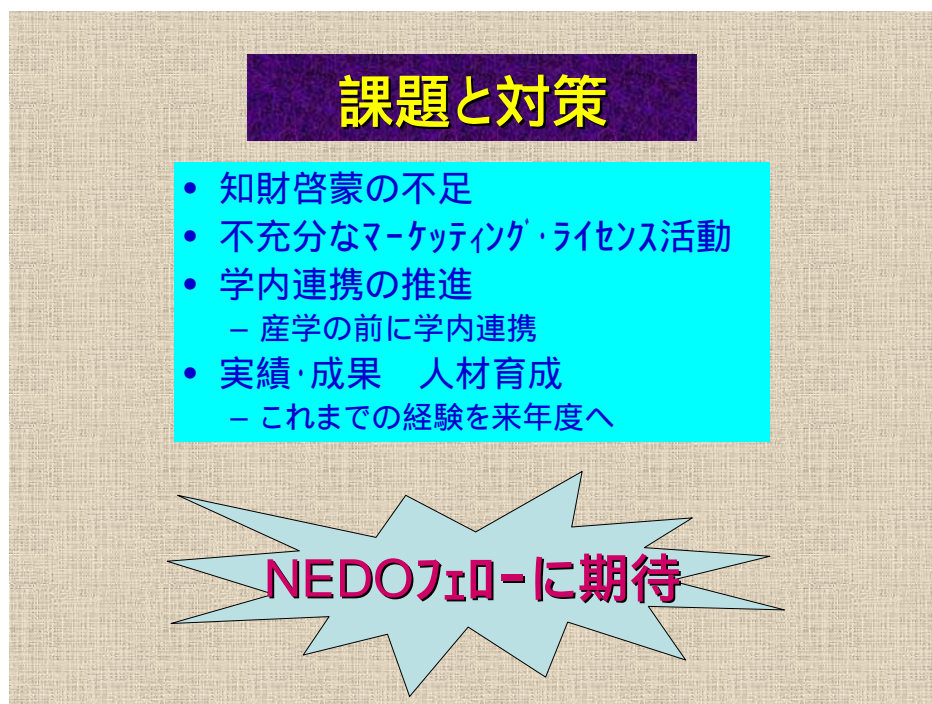 課題と対策
• 知財啓蒙の不足
• 不充分なﾏｰｹｯﾃｨﾝｸﾞ・ﾗｲｾﾝｽ活動
• 学内連携の推進
– 産学の前に学内連携
• 実績・成果　人材育成
– これまでの経験を来年度へ
NEDOﾌｪﾛｰに期待